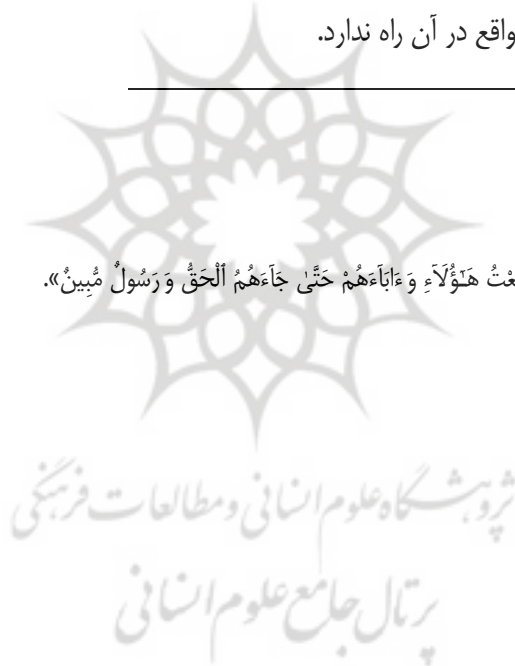 واقع در آن راه ندارد.
هَـٰٓؤُلَآءِ وَ ءَابَآءَهُمْ حَتَّىٰ جَآءَهُمُ ٱلْحَقُّ وَ رَسُولٌ مُّبِينٌ».
پژوهشگاه علوم انسانی و مطالعات فرهنگی
پرتال جامع علوم انسانی